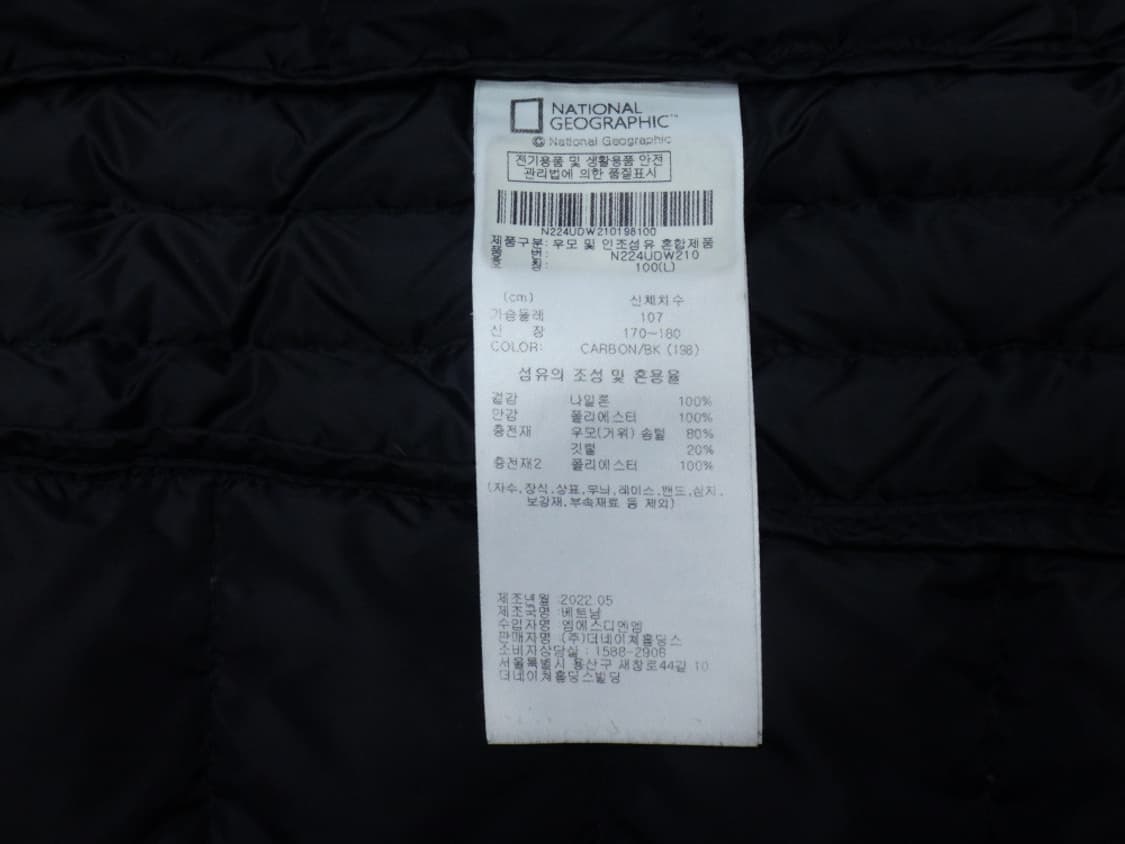 NATIONAL
GEOGRAPHIC™
© National Geographic
전기용품 및 생활용품 안전
관리법에 의한 품질표시
N224UDW210198100
제품구분: 우모 및 인조섬유 혼합제품
품 번: N224UDW210
호 칭: 100(L)
(cm) 신체치수
가슴둘레 107
신 장 170~180
COLOR: CARBON/BK (198)
섬유의 조성 및 혼용율
겉감 나일론 100%
안감 폴리에스터 100%
충전재 우모(거위) 솜털 80%
깃털 20%
충전재2 폴리에스터 100%
(자수,장식,상표,무늬,레이스,밴드,심지,
보강재,부속재료 등 제외)
제조년월 :2022.05
제조국명 :베트남
수입자명 :엠에스디엔엠
판매자명 :(주)더네이쳐홀딩스
소비자상담실 : 1588-2906
서울특별시 용산구 새창로44길 10
더네이쳐홀딩스빌딩